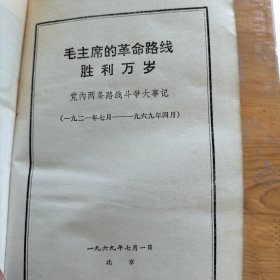 毛主席的革命路线
胜利万岁
党内两条路线斗争大事记
(一九二一年七月——一九六九年四月)
一九六九年七月一日
北京